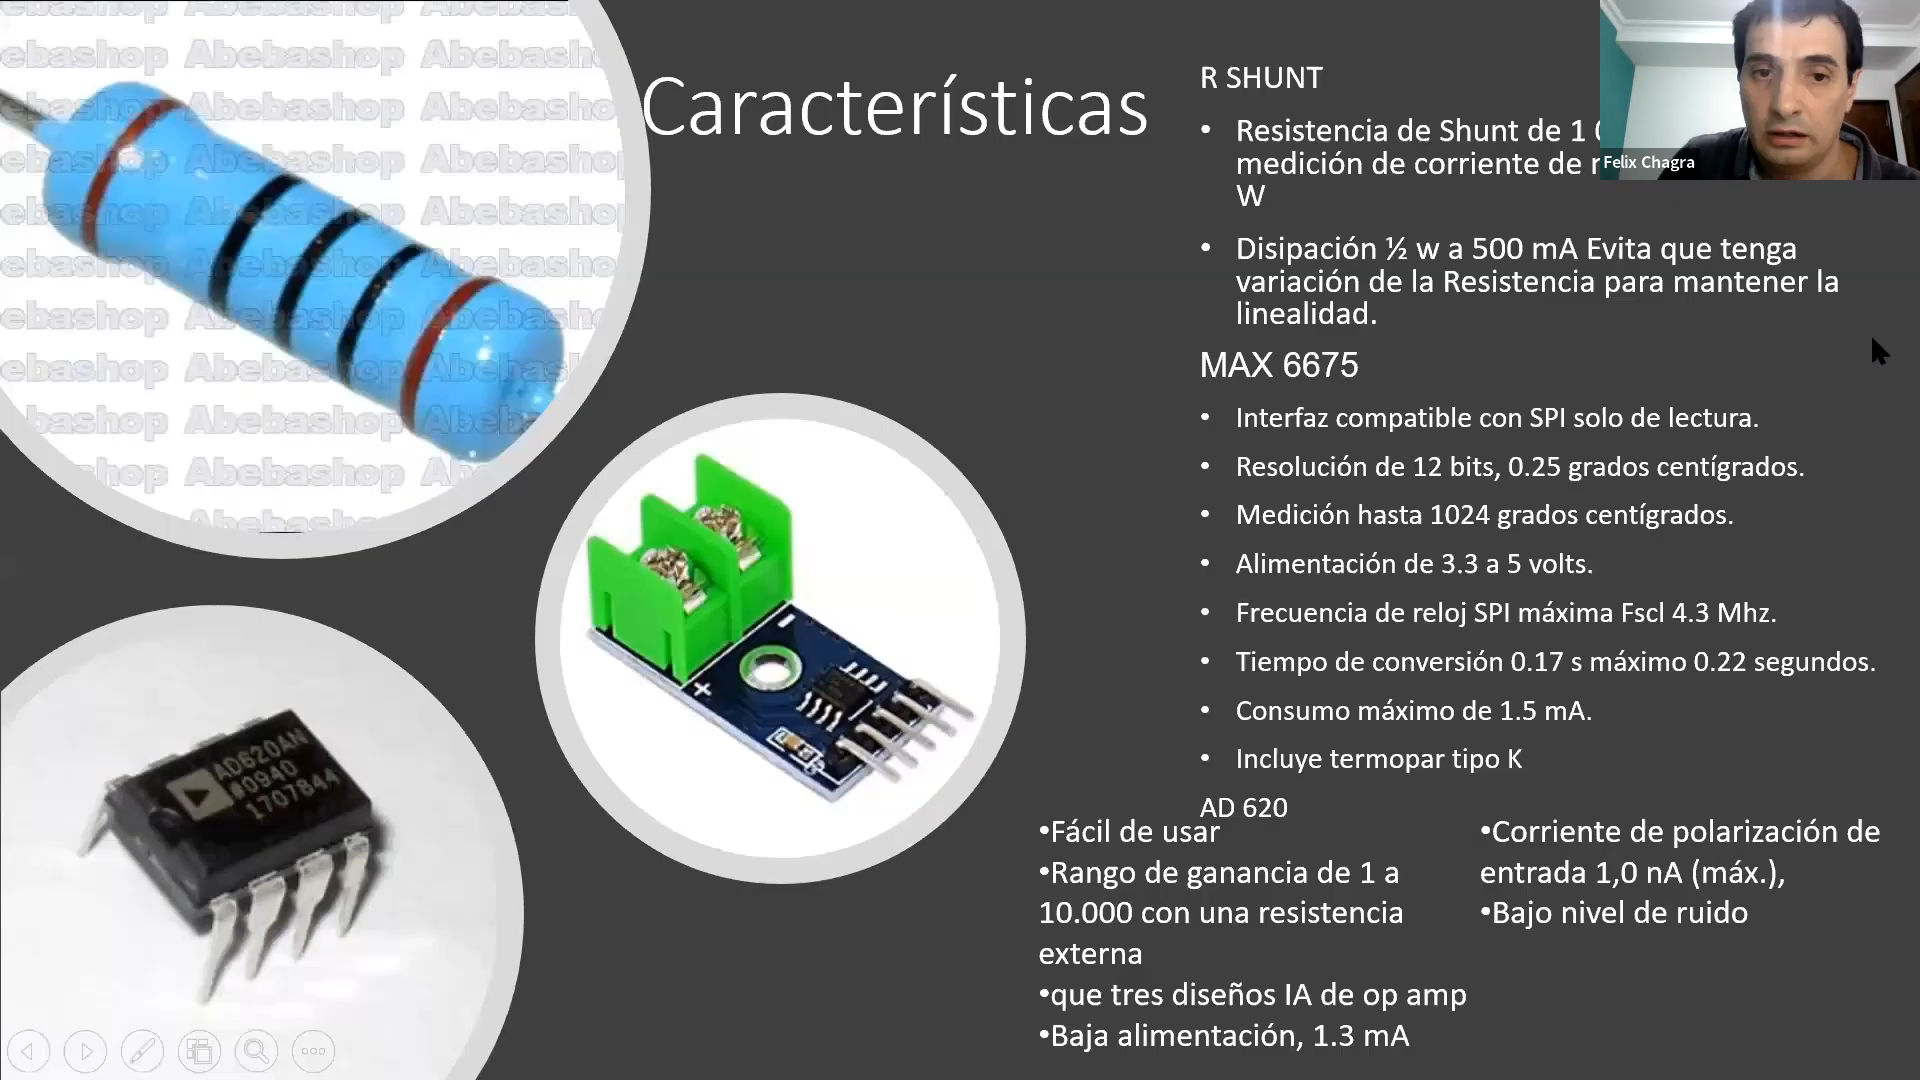 Características
R SHUNT
• Resistencia de Shunt de 1
medición de corriente de
W
• Disipación ½ w a 500 mA Evita que tenga
variación de la Resistencia para mantener la
linealidad.
MAX 6675
• Interfaz compatible con SPI solo de lectura.
• Resolución de 12 bits, 0.25 grados centígrados.
• Medición hasta 1024 grados centígrados.
• Alimentación de 3.3 a 5 volts.
• Frecuencia de reloj SPI máxima Fscl 4.3 Mhz.
• Tiempo de conversión 0.17 s máximo 0.22 segundos.
• Consumo máximo de 1.5 mA.
• Incluye termopar tipo K
AD 620
•Fácil de usar
•Rango de ganancia de 1 a
10.000 con una resistencia
externa
•que tres diseños IA de op amp
•Baja alimentación, 1.3 mA
•Corriente de polarización de
entrada 1,0 nA (máx.),
•Bajo nivel de ruido
Felix Chagra
Abebashop
AD620AN
#0940
1707844